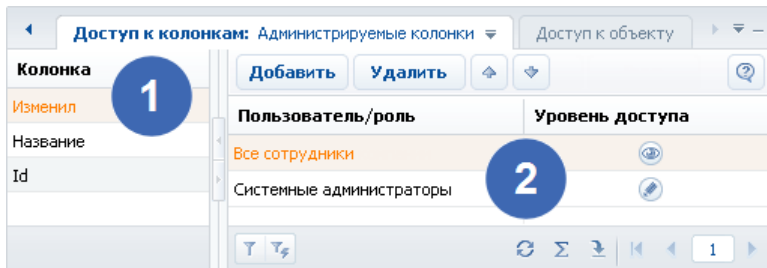 Доступ к колонкам: Администрируемые колонки
Доступ к объекту
Колонка
Изменил
Название
Id
1
Добавить Удалить
Пользователь/роль Уровень доступа
Все сотрудники
Системные администраторы
2
1